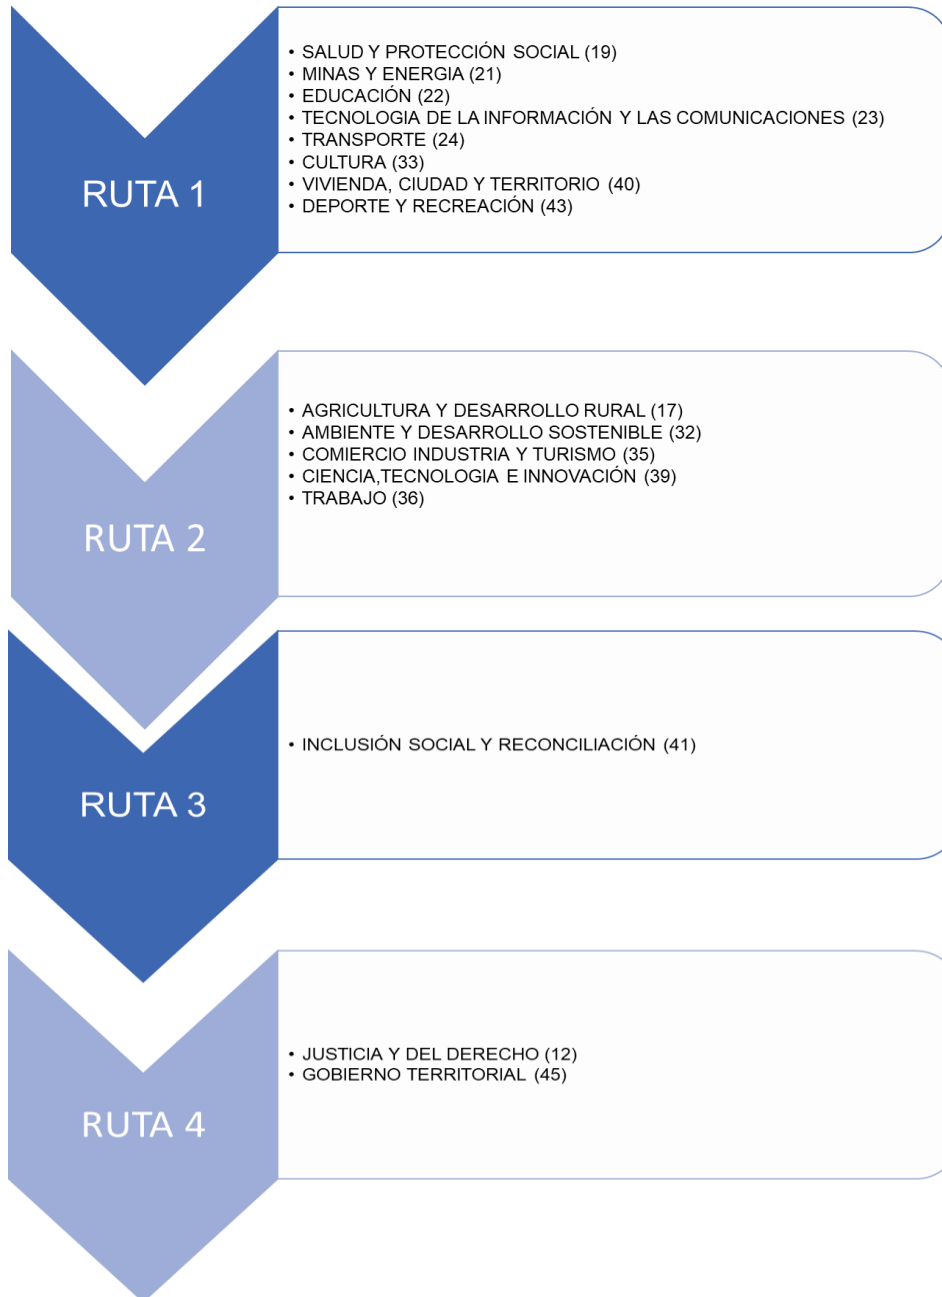 RUTA 1
• SALUD Y PROTECCIÓN SOCIAL (19)
• MINAS Y ENERGIA (21)
• EDUCACIÓN (22)
• TECNOLOGIA DE LA INFORMACIÓN Y LAS COMUNICACIONES (23)
• TRANSPORTE (24)
• CULTURA (33)
• VIVIENDA, CIUDAD Y TERRITORIO (40)
• DEPORTE Y RECREACIÓN (43)
RUTA 2
• AGRICULTURA Y DESARROLLO RURAL (17)
• AMBIENTE Y DESARROLLO SOSTENIBLE (32)
• COMIERCIO INDUSTRIA Y TURISMO (35)
• CIENCIA,TECNOLOGIA E INNOVACIÓN (39)
• TRABAJO (36)
RUTA 3
• INCLUSIÓN SOCIAL Y RECONCILIACIÓN (41)
RUTA 4
• JUSTICIA Y DEL DERECHO (12)
• GOBIERNO TERRITORIAL (45)